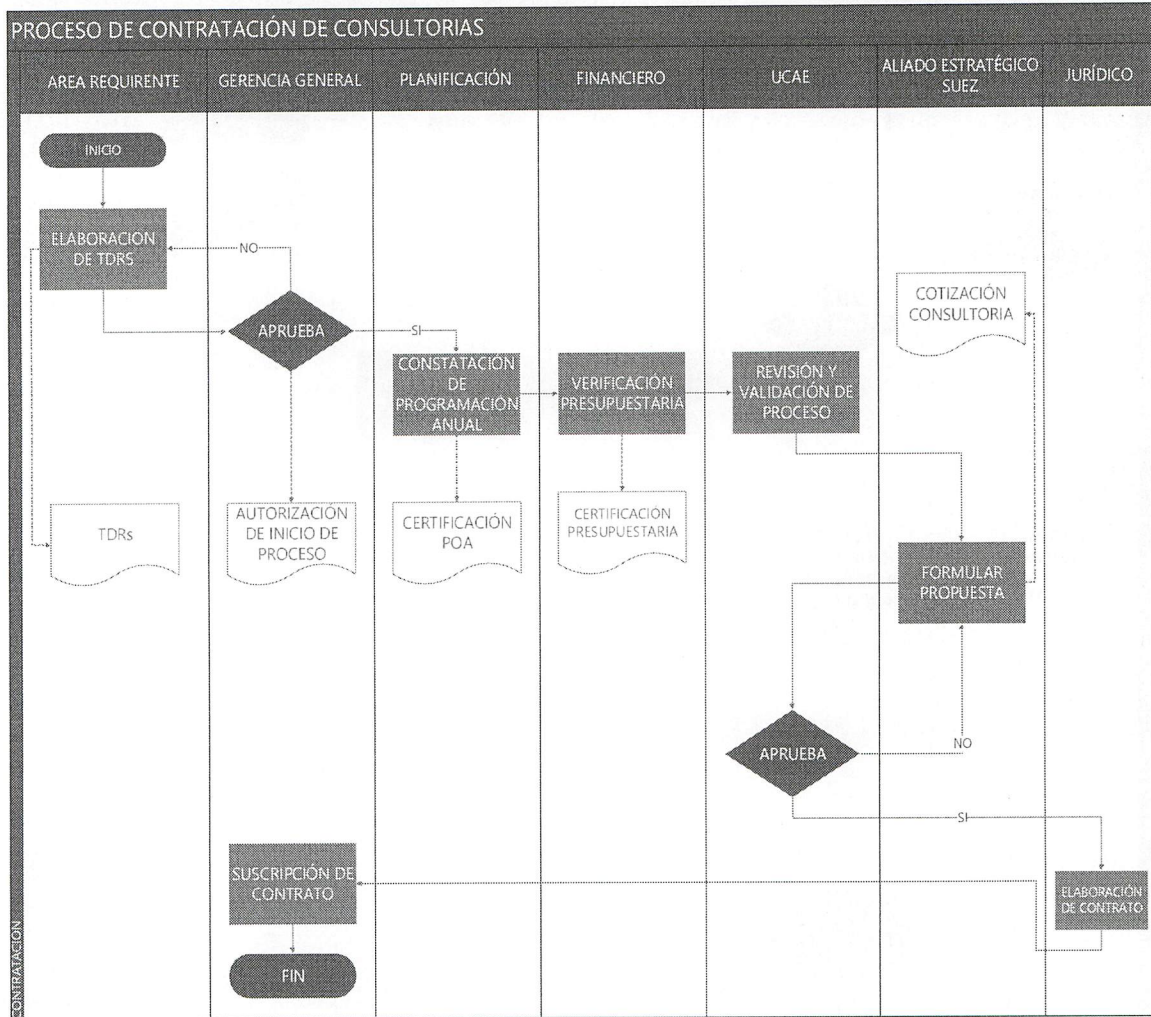 PROCESO DE CONTRATACIÓN DE CONSULTORIAS
AREA REQUIRENTE
GERENCIA GENERAL
PLANIFICACIÓN
FINANCIERO
UCAE
ALIADO ESTRATÉGICO
SUEZ
JURÍDICO
INICIO
ELABORACION
DE TDRS
NO
APRUEBA
SI
CONSTATACIÓN
DE
PROGRAMACIÓN
ANUAL
VERIFICACIÓN
PRESUPUESTARIA
REVISIÓN Y
VALIDACIÓN DE
PROCESO
COTIZACIÓN
CONSULTORIA
TDRs
AUTORIZACIÓN
DE INICIO DE
PROCESO
CERTIFICACIÓN
POA
CERTIFICACIÓN
PRESUPUESTARIA
FORMULAR
PROPUESTA
APRUEBA
NO
SI
SUSCRIPCIÓN DE
CONTRATO
ELABORACIÓN
DE CONTRATO
FIN
CONTRATACIÓN